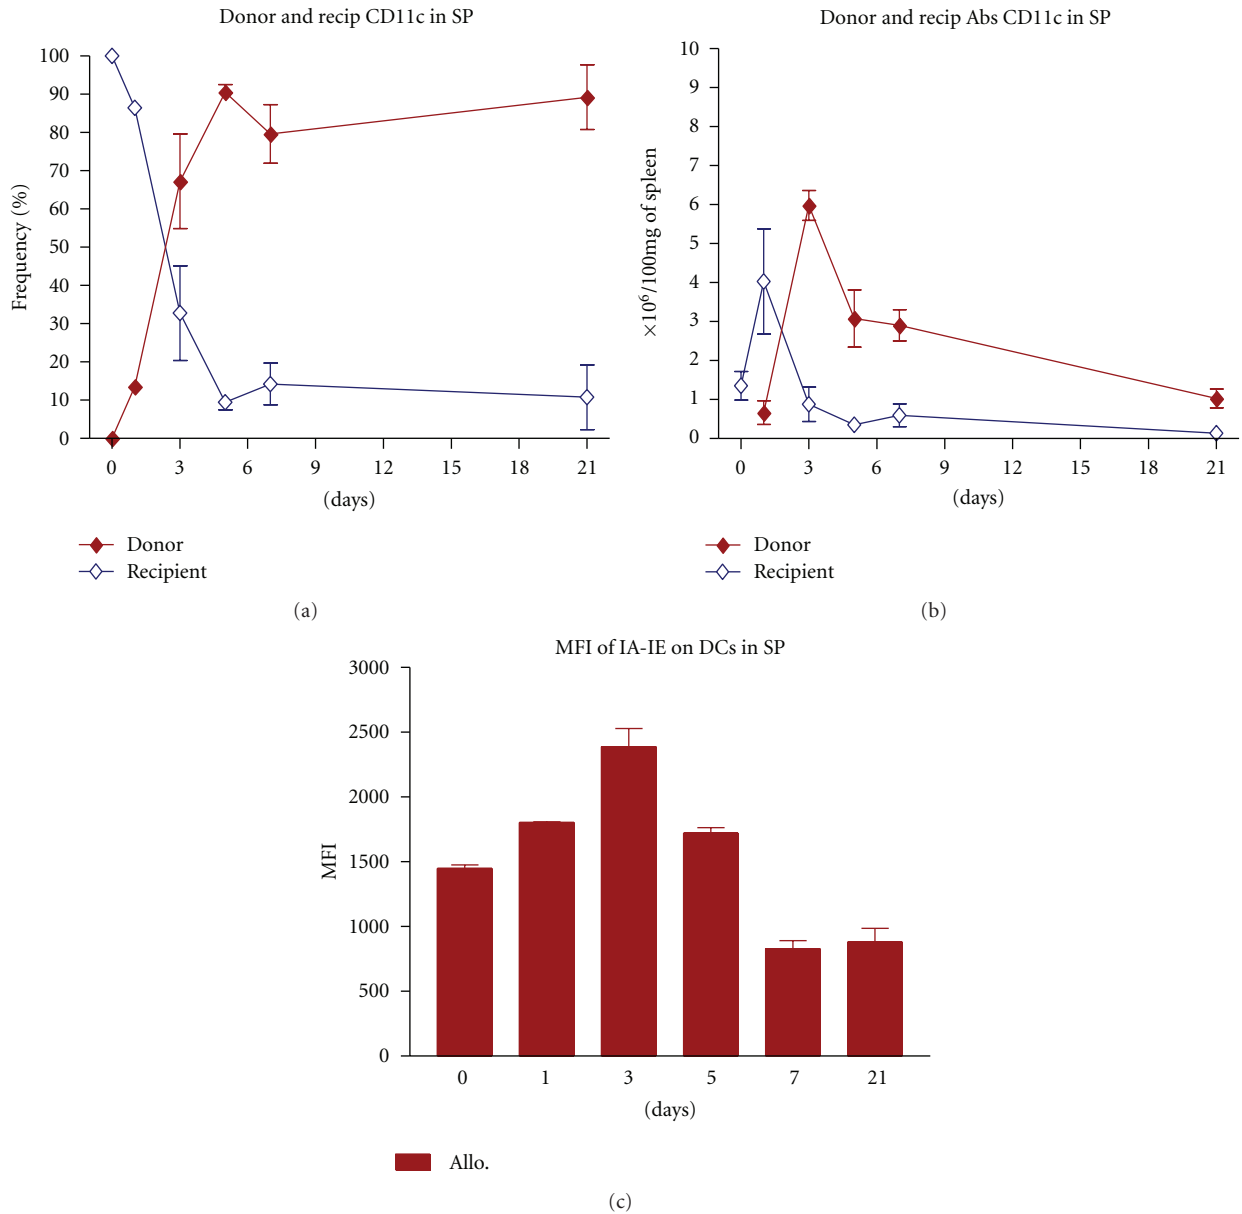 Donor and recip CD11c in SP
100
90
80
70
60
50
40
30
20
10
0
Frequency (%)
0 3 6 9 12 15 18 21
(days)
Donor
Recipient
(a)
Donor and recip Abs CD11c in SP
10
9
8
7
6
5
4
3
2
1
0
×10⁶/100mg of spleen
0 3 6 9 12 15 18 21
(days)
Donor
Recipient
(b)
MFI of IA-IE on DCs in SP
3000
2500
2000
1500
1000
500
0
MFI
0 1 3 5 7 21
(days)
Allo.
(c)